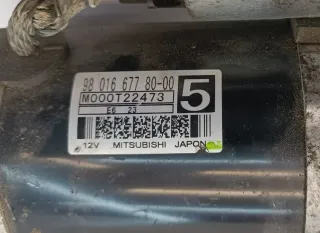 98 016 677 80-00
M000T22473 5
E6 23
12V MITSUBISHI JAPON